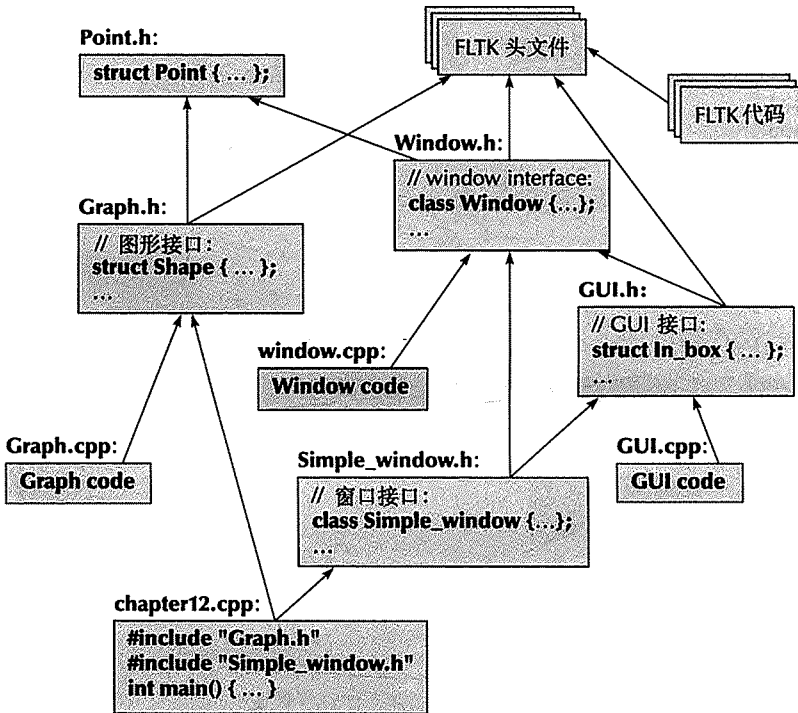 Point.h:
struct Point { ... };
FLTK 头文件
FLTK 代码
Window.h:
// window interface:
class Window {...};
...
Graph.h:
// 图形接口:
struct Shape { ... };
...
GUI.h:
// GUI 接口:
struct In_box { ... };
...
window.cpp:
Window code
Graph.cpp:
Graph code
Simple_window.h:
// 窗口接口:
class Simple_window {...};
...
GUI.cpp:
GUI code
chapter12.cpp:
#include "Graph.h"
#include "Simple_window.h"
int main() { ... }